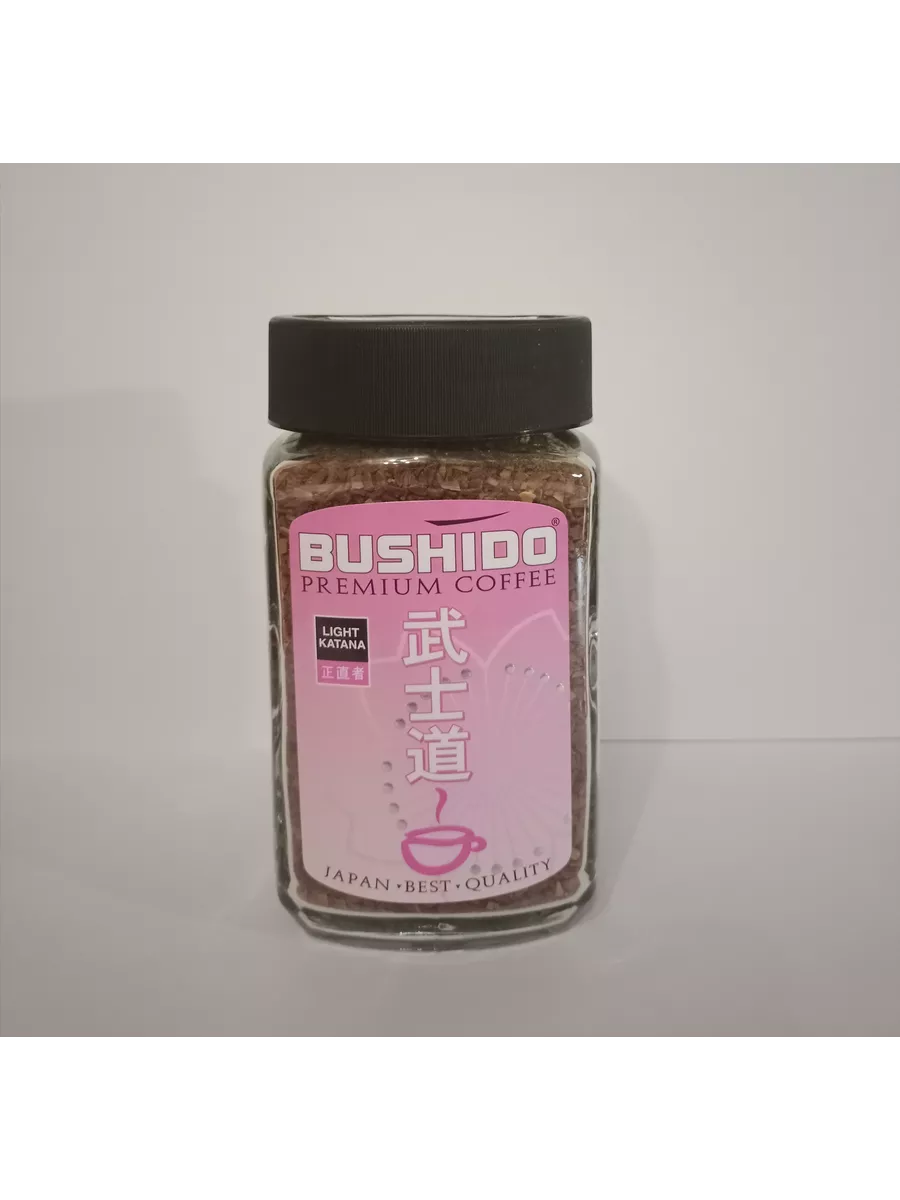 BUSHIDO®
PREMIUM COFFEE
LIGHT
KATANA
正直者
武士道
JAPAN • BEST • QUALITY